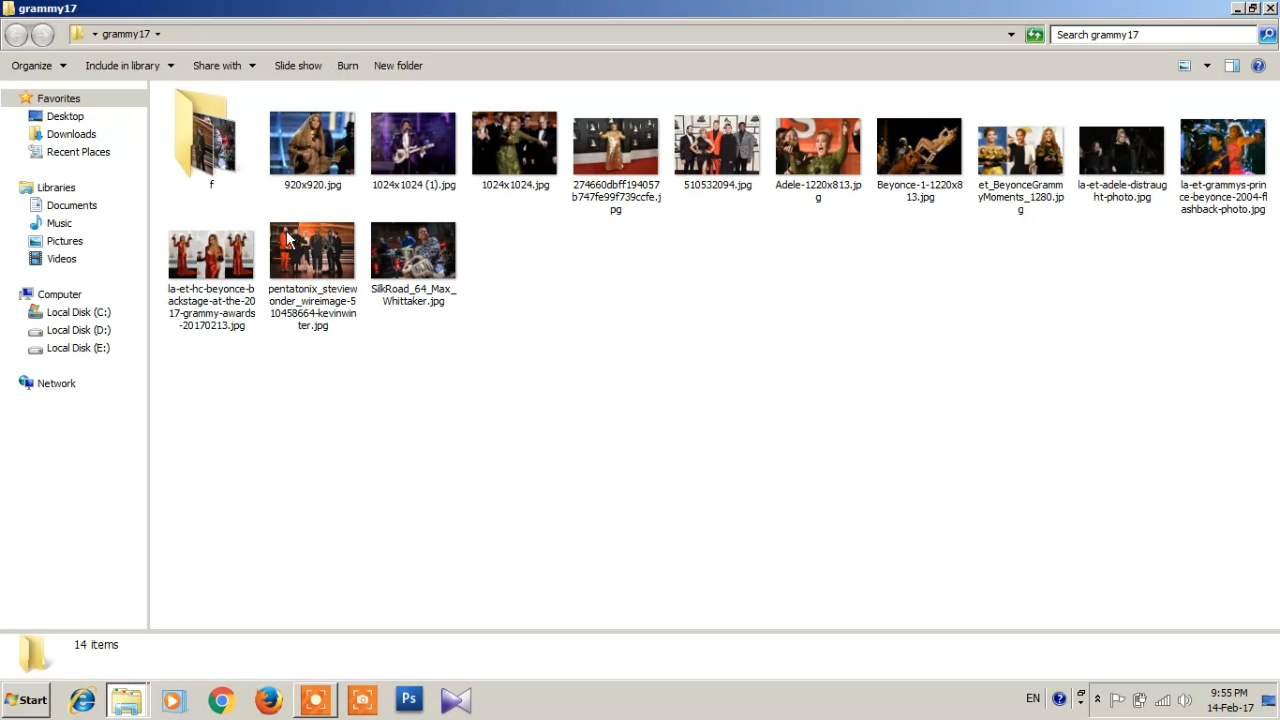 grammy17
grammy17
Search grammy17
Organize
Include in library
Share with
Slide show
Burn
New folder
Favorites
Desktop
Downloads
Recent Places
Libraries
Documents
Music
Pictures
Videos
Computer
Local Disk (C:)
Local Disk (D:)
Local Disk (E:)
Network
f
920x920.jpg
1024x1024 (1).jpg
1024x1024.jpg
274660dbff194057
b747fe99f739ccfe.j
pg
510532094.jpg
Adele-1220x813.jp
g
Beyonce-1-1220x8
13.jpg
et_BeyonceGramm
yMoments_1280.jp
g
la-et-adele-distraug
ht-photo.jpg
la-et-grammys-prin
ce-beyonce-2004-fl
ashback-photo.jpg
la-et-hc-beyonce-b
ackstage-at-the-20
17-grammy-awards
-20170213.jpg
pentatonix_steview
onder_wireimage-5
10458664-kevinwin
ter.jpg
SilkRoad_64_Max_
Whittaker.jpg
14 items
Start
Ps
EN
9:55 PM
14-Feb-17